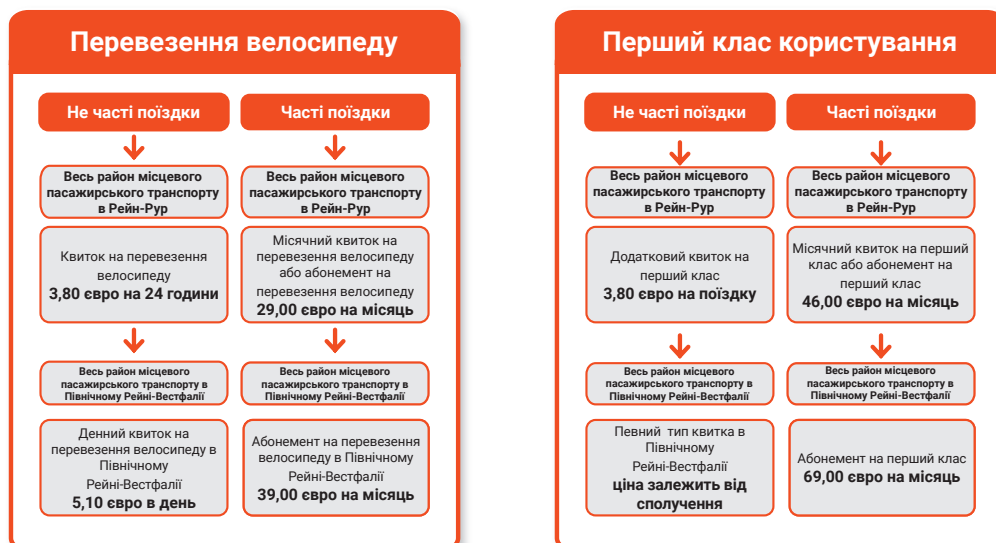 Перевезення велосипеду
Не часті поїздки
Весь район місцевого
пасажирського транспорту
в Рейн-Рур
Квиток на перевезення
велосипеду
3,80 євро на 24 години
Весь район місцевого
пасажирського транспорту в
Північному Рейні-Вестфалії
Денний квиток на
перевезення велосипеду в
Північному
Рейні-Вестфалії
5,10 євро в день
Часті поїздки
Весь район місцевого
пасажирського транспорту
в Рейн-Рур
Місячний квиток на
перевезення велосипеду
або абонемент на
перевезення велосипеду
29,00 євро на місяць
Весь район місцевого
пасажирського транспорту в
Північному Рейні-Вестфалії
Абонемент на перевезення
велосипеду в Північному
Рейні-Вестфалії
39,00 євро на місяць
Перший клас користування
Не часті поїздки
Весь район місцевого
пасажирського транспорту
в Рейн-Рур
Додатковий квиток на
перший клас
3,80 євро на поїздку
Весь район місцевого
пасажирського транспорту в
Північному Рейні-Вестфалії
Певний тип квитка в
Північному
Рейні-Вестфалії
ціна залежить від
сполучення
Часті поїздки
Весь район місцевого
пасажирського транспорту
в Рейн-Рур
Місячний квиток на перший
клас або абонемент на
перший клас
46,00 євро на місяць
Весь район місцевого
пасажирського транспорту в
Північному Рейні-Вестфалії
Абонемент на перший клас
69,00 євро на місяць